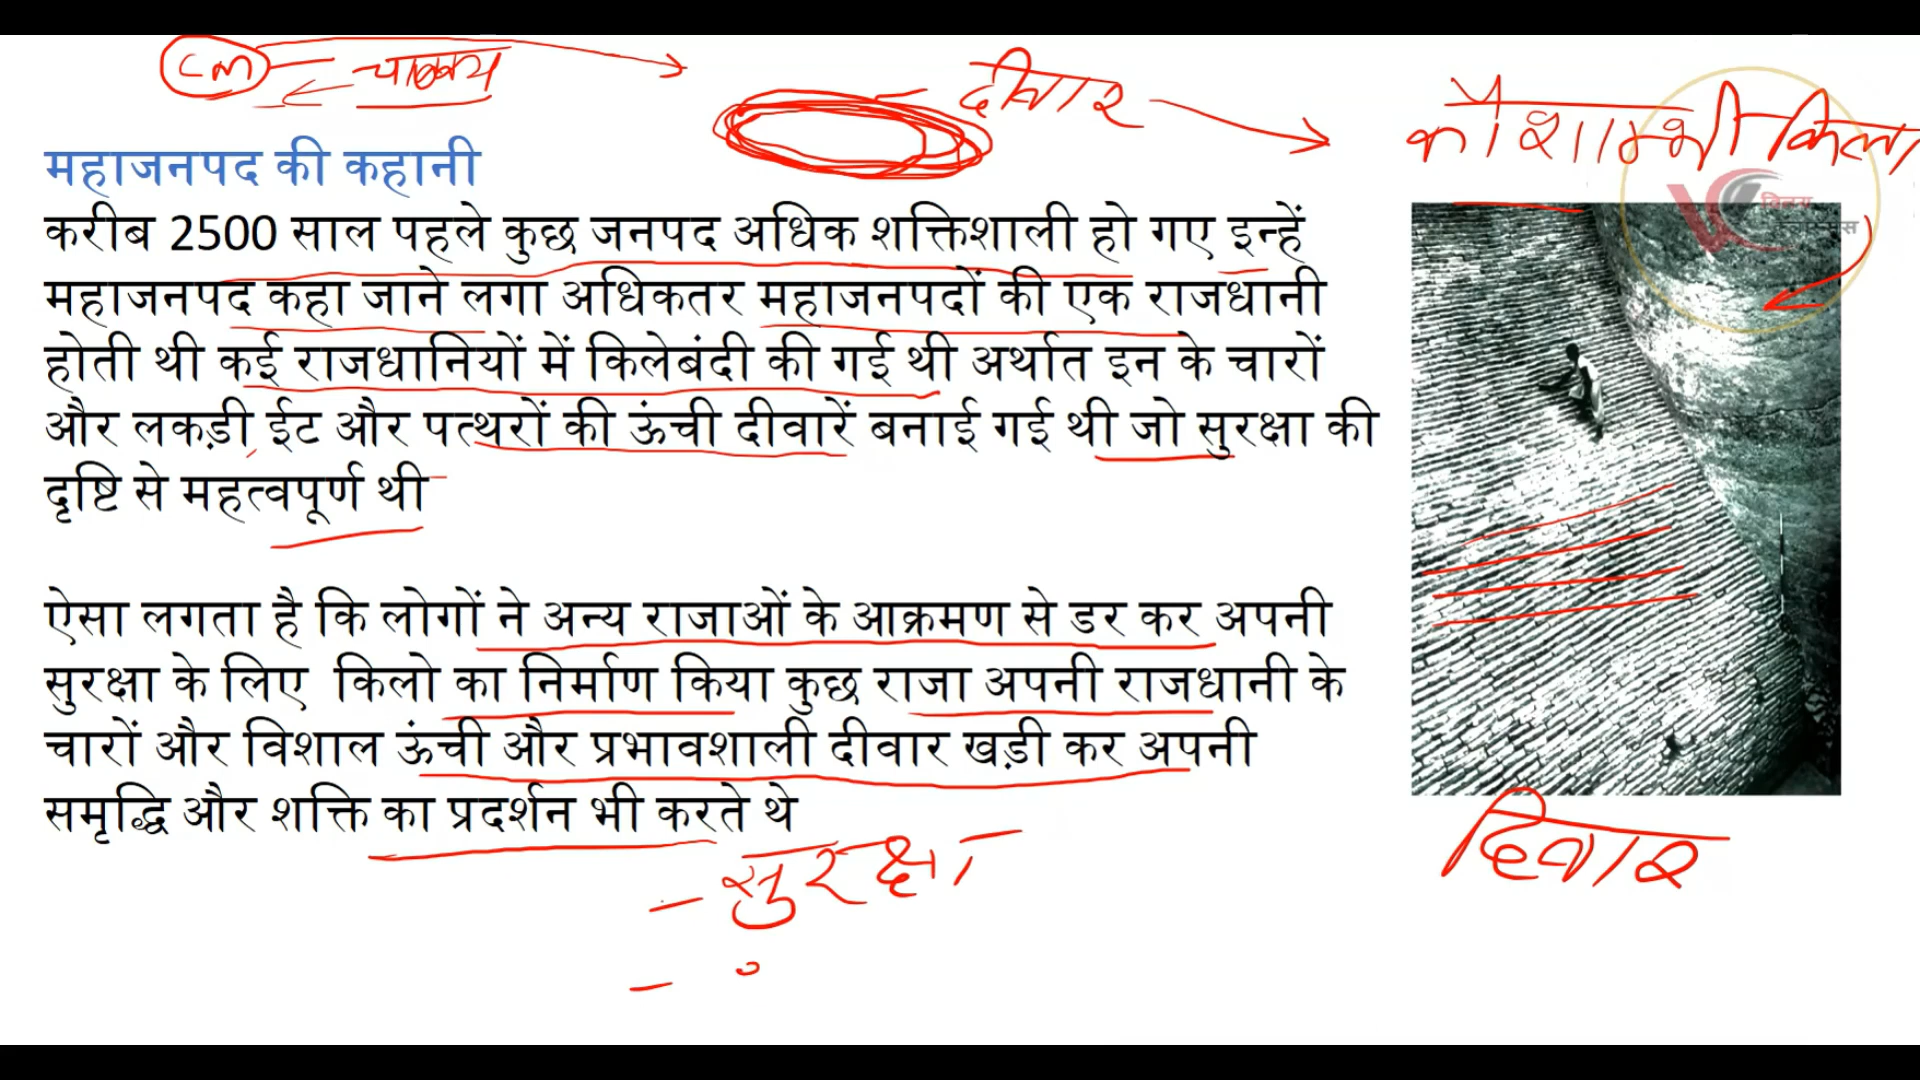 cm चाणक्य
दीवार
कौशाम्भी किला
महाजनपद की कहानी
करीब 2500 साल पहले कुछ जनपद अधिक शक्तिशाली हो गए इन्हें
महाजनपद कहा जाने लगा अधिकतर महाजनपदों की एक राजधानी
होती थी कई राजधानियों में किलेबंदी की गई थी अर्थात इन के चारों
और लकड़ी ईट और पत्थरों की ऊंची दीवारें बनाई गई थी जो सुरक्षा की
दृष्टि से महत्वपूर्ण थी
ऐसा लगता है कि लोगों ने अन्य राजाओं के आक्रमण से डर कर अपनी
सुरक्षा के लिए किलो का निर्माण किया कुछ राजा अपनी राजधानी के
चारों और विशाल ऊंची और प्रभावशाली दीवार खड़ी कर अपनी
समृद्धि और शक्ति का प्रदर्शन भी करते थे
- सुरक्षा
दिवार